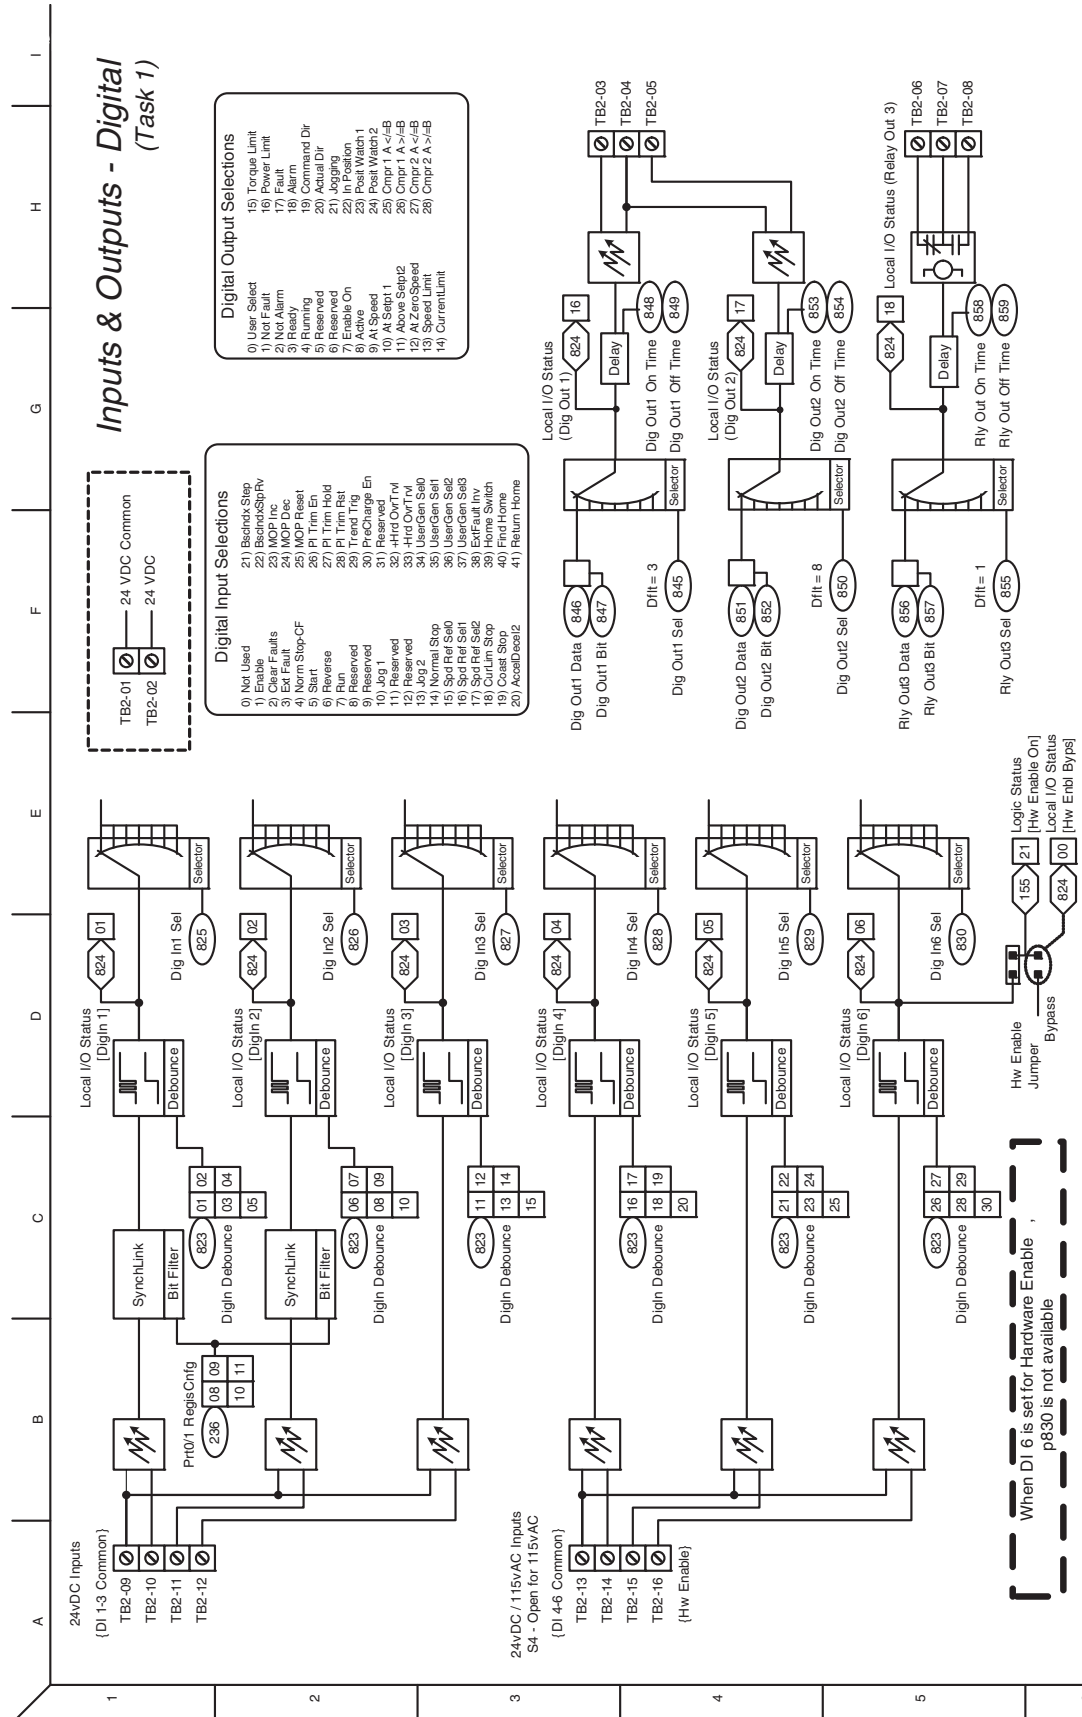 A
B
C
D
E
F
G
H
I
1
2
3
4
5
Inputs & Outputs - Digital
(Task 1)
TB2-01
24 VDC Common
TB2-02
24 VDC
Digital Input Selections
0) Not Used
1) Enable
2) Clear Faults
3) Ext Fault
4) Norm Stop-CF
5) Start
6) Reverse
7) Run
8) Reserved
9) Reserved
10) Jog 1
11) Reserved
12) Reserved
13) Jog 2
14) Normal Stop
15) Spd Ref Sel0
16) Spd Ref Sel1
17) Spd Ref Sel2
18) CurLim Stop
19) Coast Stop
20) AccelDecel2
21) BscIndx Step
22) BscIndxStpRv
23) MOP Inc
24) MOP Dec
25) MOP Reset
26) PI Trim En
27) PI Trim Hold
28) PI Trim Rst
29) Trend Trig
30) PreCharge En
31) Reserved
32) +Hrd OvrTrvl
33) -Hrd OvrTrvl
34) UserGen Sel0
35) UserGen Sel1
36) UserGen Sel2
37) UserGen Sel3
38) ExtFault Inv
39) Home Switch
40) Find Home
41) Return Home
Digital Output Selections
0) User Select
1) Not Fault
2) Not Alarm
3) Ready
4) Running
5) Reserved
6) Reserved
7) Enable On
8) Active
9) At Speed
10) At Setpt 1
11) Above Setpt2
12) At ZeroSpeed
13) Speed Limit
14) CurrentLimit
15) Torque Limit
16) Power Limit
17) Fault
18) Alarm
19) Command Dir
20) Actual Dir
21) Jogging
22) In Position
23) Posit Watch1
24) Posit Watch2
25) Cmpr 1 A </=B
26) Cmpr 1 A >/=B
27) Cmpr 2 A </=B
28) Cmpr 2 A >/=B
24vDC Inputs
{DI 1-3 Common}
TB2-09
TB2-10
TB2-11
TB2-12
Prt0/1 RegisCnfg
236
08 09
10 11
SynchLink
Bit Filter
823
01 02
03 04
05
DigIn Debounce
Debounce
Local I/O Status
[DigIn 1]
824
01
Dig In1 Sel
825
Selector
SynchLink
Bit Filter
823
06 07
08 09
10
DigIn Debounce
Debounce
Local I/O Status
[DigIn 2]
824
02
Dig In2 Sel
826
Selector
823
11 12
13 14
15
DigIn Debounce
Debounce
Local I/O Status
[DigIn 3]
824
03
Dig In3 Sel
827
Selector
24vDC / 115vAC Inputs
S4 - Open for 115vAC
{DI 4-6 Common}
TB2-13
TB2-14
TB2-15
TB2-16
{Hw Enable}
823
16 17
18 19
20
DigIn Debounce
Debounce
Local I/O Status
[DigIn 4]
824
04
Dig In4 Sel
828
Selector
823
21 22
23 24
25
DigIn Debounce
Debounce
Local I/O Status
[DigIn 5]
824
05
Dig In5 Sel
829
Selector
823
26 27
28 29
30
DigIn Debounce
Debounce
Local I/O Status
[DigIn 6]
824
06
Dig In6 Sel
830
Selector
Hw Enable
Jumper
Bypass
155
21
Logic Status
[Hw Enable On]
824
00
Local I/O Status
[Hw Enbl Byps]
When DI 6 is set for Hardware Enable ,
p830 is not available
Dig Out1 Data
846
Dig Out1 Bit
847
Dflt = 3
Dig Out1 Sel
845
Selector
Local I/O Status
(Dig Out 1)
824
16
Delay
Dig Out1 On Time
848
Dig Out1 Off Time
849
TB2-03
TB2-04
TB2-05
Dig Out2 Data
851
Dig Out2 Bit
852
Dflt = 8
Dig Out2 Sel
850
Selector
Local I/O Status
(Dig Out 2)
824
17
Delay
Dig Out2 On Time
853
Dig Out2 Off Time
854
Rly Out3 Data
856
Rly Out3 Bit
857
Dflt = 1
Rly Out3 Sel
855
Selector
824
18
Local I/O Status (Relay Out 3)
Delay
Rly Out On Time
858
Rly Out Off Time
859
TB2-06
TB2-07
TB2-08